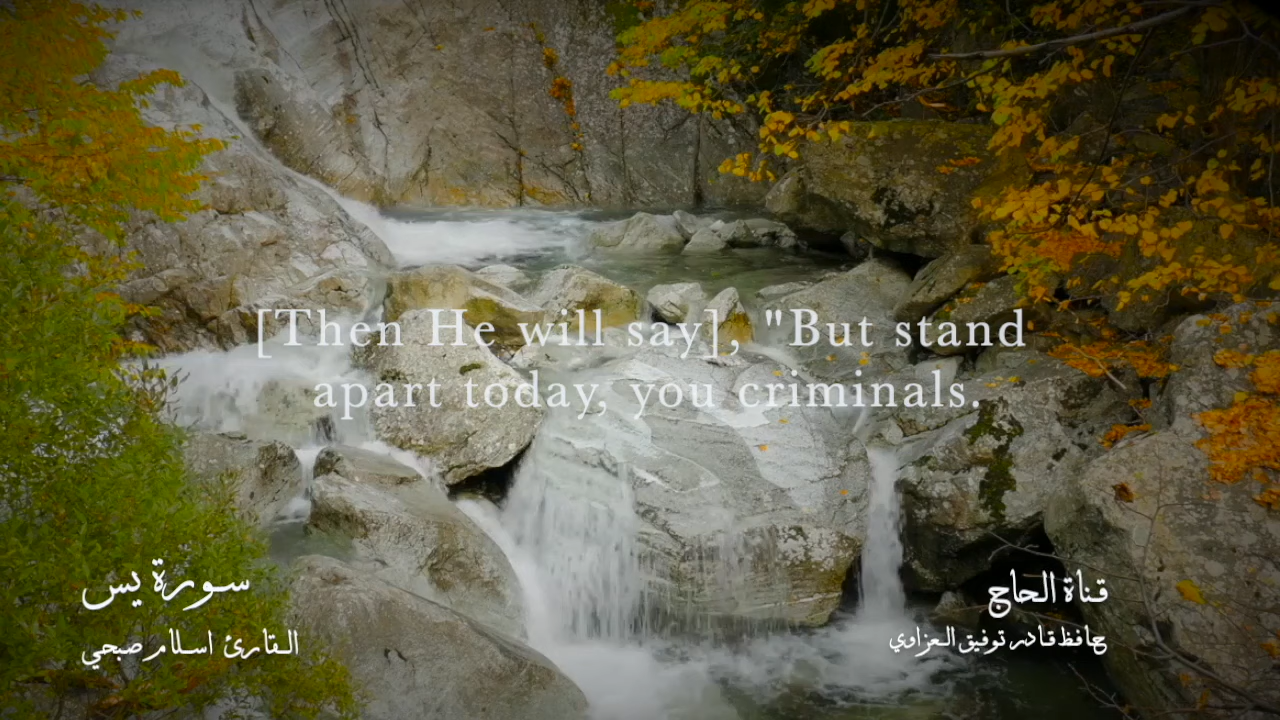 [Then He will say], "But stand
apart today, you criminals.
سورة يس
القارئ اسلام صبحي
قناة الحاج
حافظ قادر توفيق العزاوي